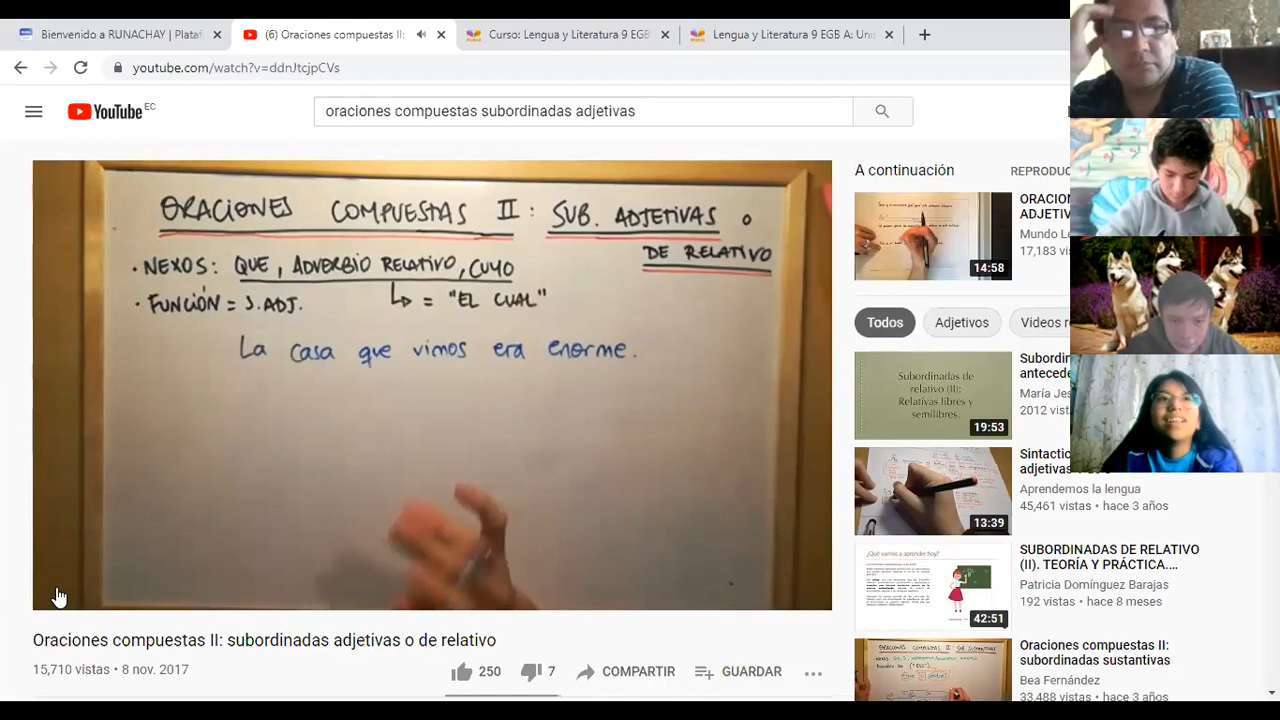 Bienvenido a RUNACHAY | Plataf
(6) Oraciones compuestas II:
Curso: Lengua y Literatura 9 EGB
Lengua y Literatura 9 EGB A: Uni
youtube.com/watch?v=ddnJtcjpCVs
YouTube EC
oraciones compuestas subordinadas adjetivas
ORACIONES COMPUESTAS II: SUB. ADJETIVAS O
DE RELATIVO
• NEXOS: QUE, ADVERBIO RELATIVO, CUYO
• FUNCIÓN = S. ADJ.
= "EL CUAL"
La casa que vimos era enorme.
Oraciones compuestas II: subordinadas adjetivas o de relativo
15,710 vistas • 8 nov. 2017
250
7
COMPARTIR
GUARDAR
A continuación
REPRODU
14:58
ORACION
ADJETIV
Mundo Le
17,183
Todos
Adjetivos
Videos r
Subordinadas de
relativo (II):
Relativas libres y
semilibres.
19:53
Subordin
antecede
María Jes
2012 vist
13:39
Sintactic
adjetivas
Aprendemos la lengua
45,461 vistas • hace 3 años
¿Qué vamos a aprender hoy?
42:51
SUBORDINADAS DE RELATIVO
(II). TEORÍA Y PRÁCTICA....
Patricia Domínguez Barajas
192 vistas • hace 8 meses
Oraciones compuestas II:
subordinadas sustantivas
Bea Fernández
33,488 vistas • hace 3 años